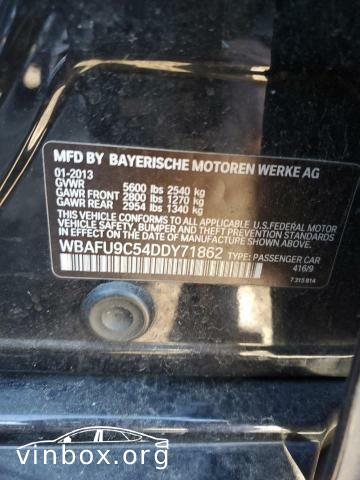 MFD BY BAYERISCHE MOTOREN WERKE AG
01-2013
GVWR 5600 lbs 2540 kg
GAWR FRONT 2800 lbs 1270 kg
GAWR REAR 2954 lbs 1340 kg
THIS VEHICLE CONFORMS TO ALL APPLICABLE U.S.FEDERAL MOTOR
VEHICLE SAFETY, BUMPER, AND THEFT PREVENTION STANDARDS
IN EFFECT ON THE DATE OF MANUFACTURE SHOWN ABOVE.
WBAFU9C54DDY71862 TYPE: PASSENGER CAR
416/9
7 315 814
vinbox.org